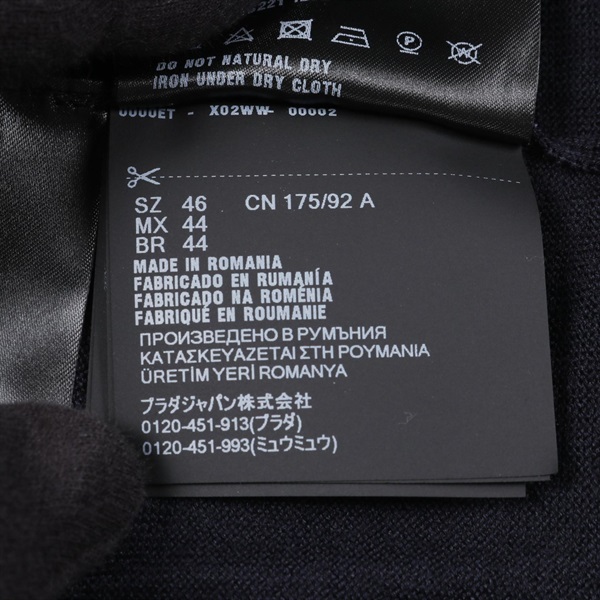 DO NOT NATURAL DRY
IRON UNDER DRY CLOTH
0000ET - X02WW- 00002
SZ 46 CN 175/92 A
MX 44
BR 44
MADE IN ROMANIA
FABRICADO EN RUMANÍA
FABRICADO NA ROMÉNIA
FABRIQUÉ EN ROUMANIE
ПРОИЗВЕДЕНО В РУМЪНИЯ
ΚΑΤΑΣΚΕΥΑΖΕΤΑΙ ΣΤΗ ΡΟΥΜΑΝΙΑ
ÜRETİM YERİ ROMANYA
プラダジャパン株式会社
0120-451-913(プラダ)
0120-451-993(ミュウミュウ)